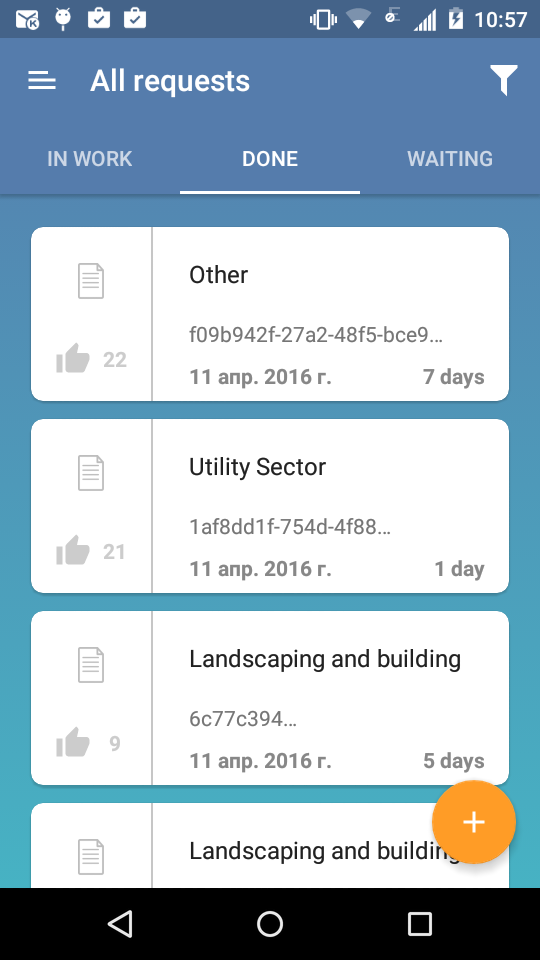 10:57
All requests
IN WORK
DONE
WAITING
Other
f09b942f-27a2-48f5-bce9…
22
11 апр. 2016 г.
7 days
Utility Sector
1af8dd1f-754d-4f88…
21
11 апр. 2016 г.
1 day
Landscaping and building
6c77c394…
9
11 апр. 2016 г.
5 days
Landscaping and building